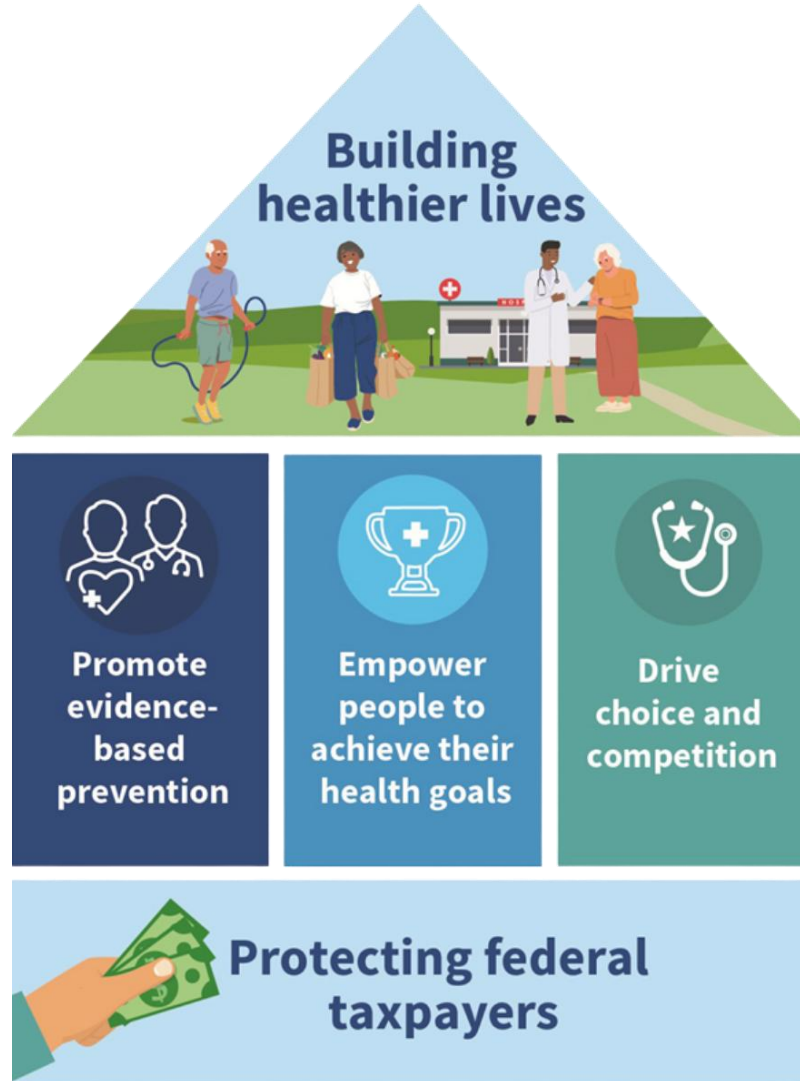 Building
healthier lives
Promote
evidence-
based
prevention
Empower
people to
achieve their
health goals
Drive
choice and
competition
Protecting federal
taxpayers